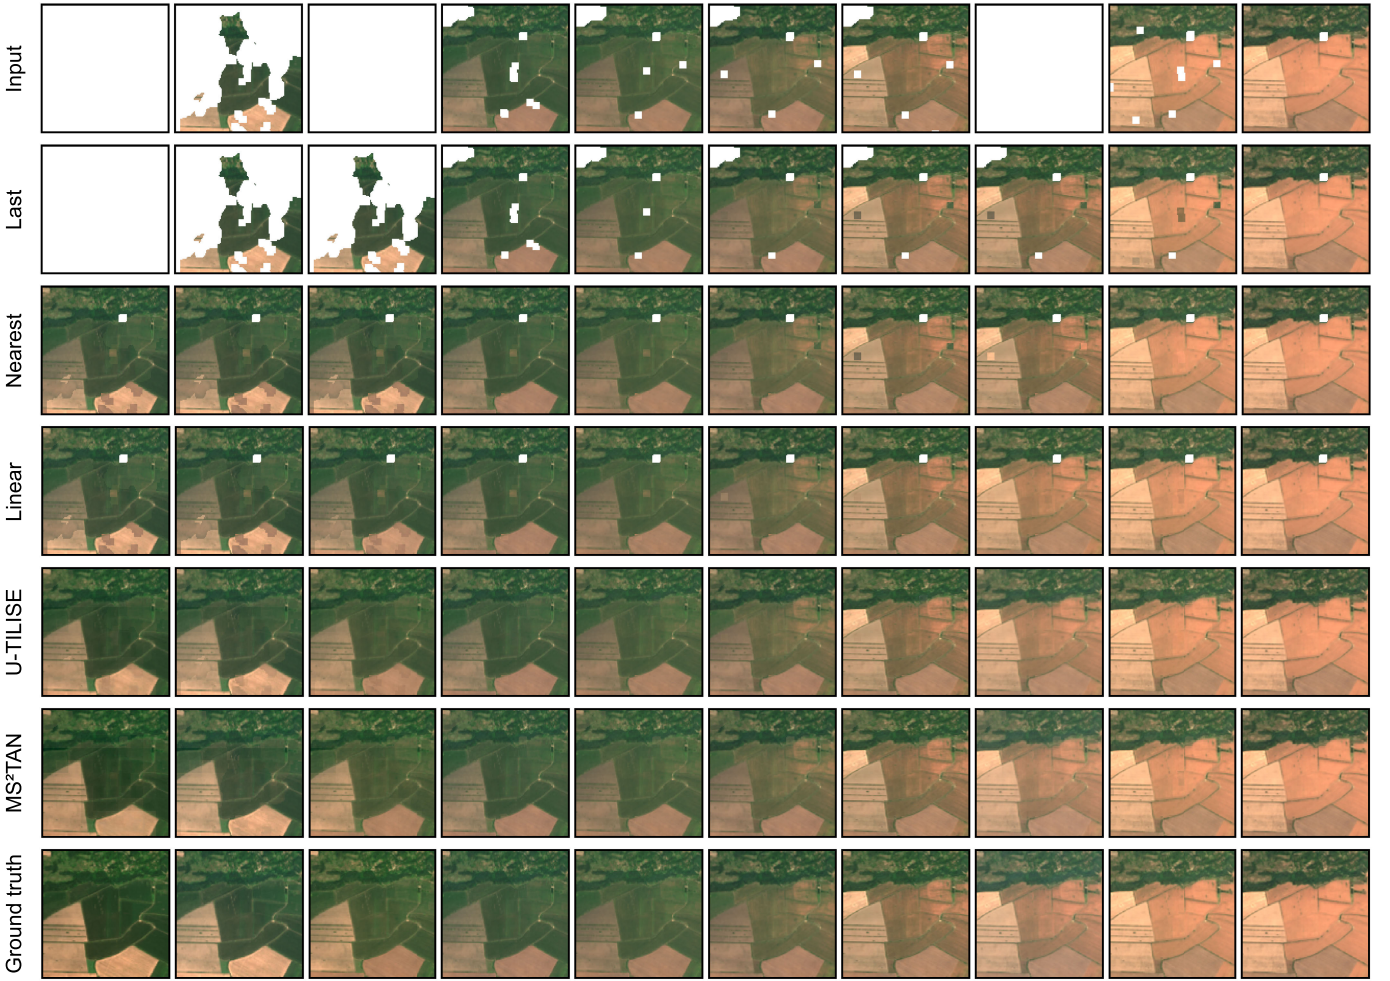 Input
Last
Nearest
Linear
U-TILISE
MS²TAN
Ground truth